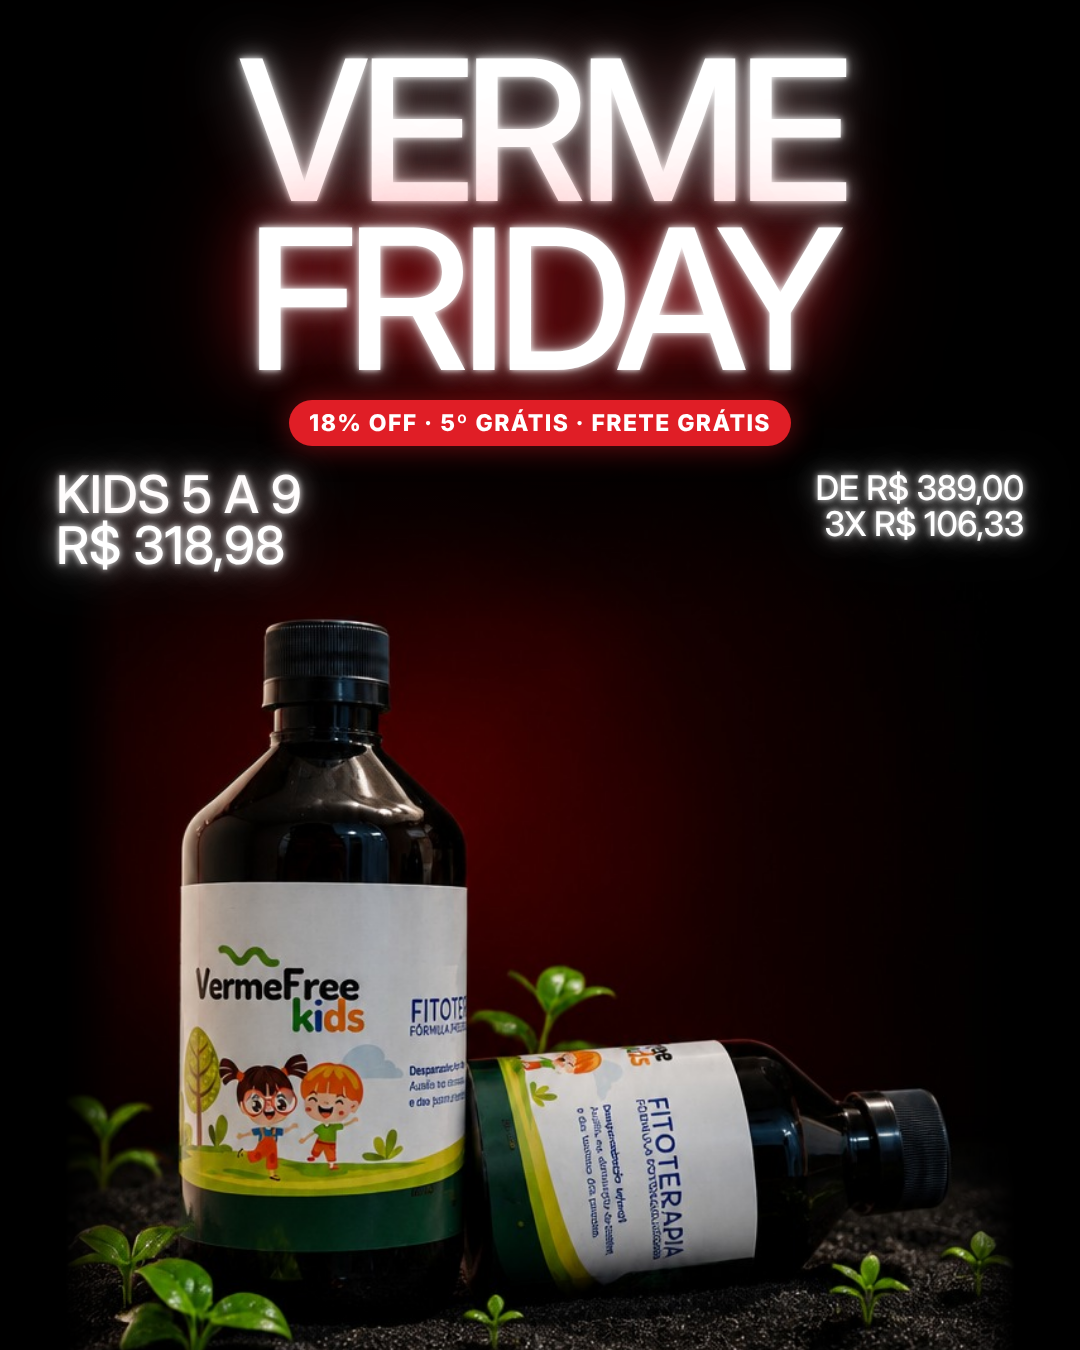 VERME
FRIDAY
18% OFF · 5º GRÁTIS · FRETE GRÁTIS
KIDS 5 A 9
R$ 318,98
DE R$ 389,00
3X R$ 106,33
VermeFree
kids
FITOTE
FITOTERAPIA